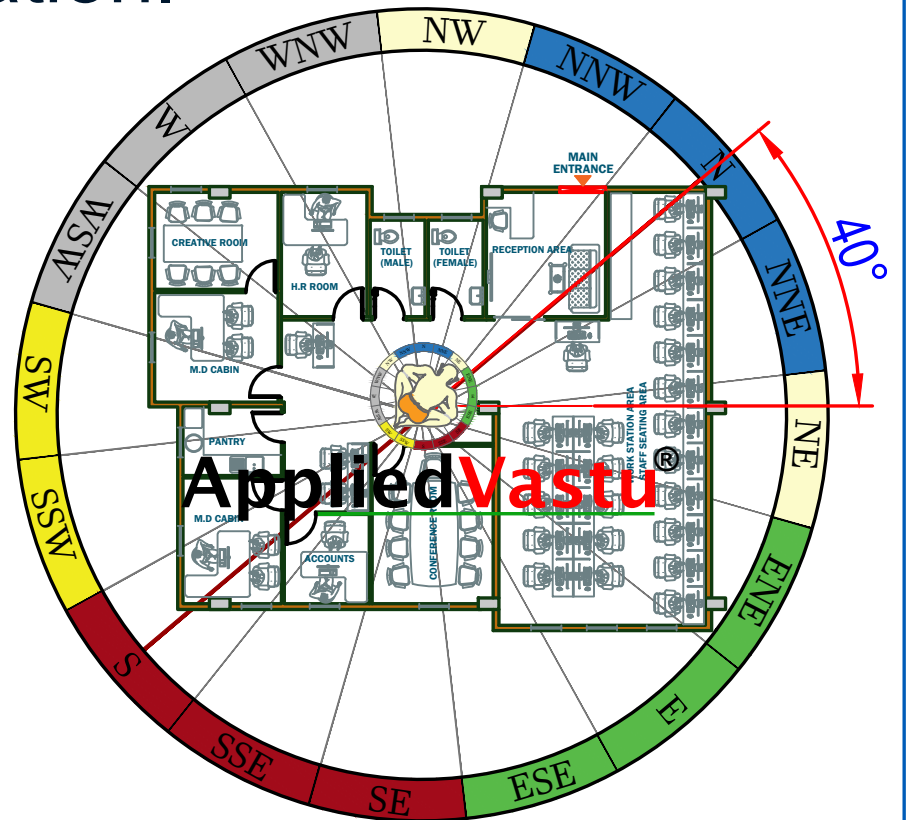 NW
WNW
NNW
W
N
MAIN
ENTRANCE
WSW
NNE
40°
CREATIVE ROOM
TOILET
(MALE)
TOILET
(FEMALE)
RECEPTION AREA
H.R ROOM
M.D CABIN
SW
NE
WORK STATION AREA
STAFF SEATING AREA
PANTRY
AppliedVastu®
SSW
M.D CABIN
CONFERENCE ROOM
ACCOUNTS
ENE
S
E
SSE
ESE
SE